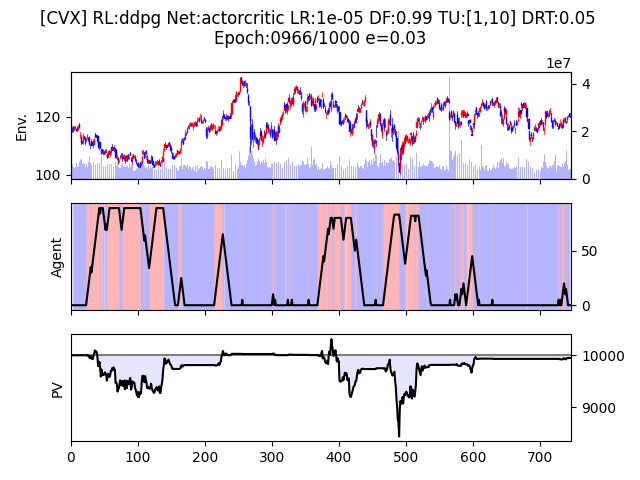 [CVX] RL:ddpg Net:actorcritic LR:1e-05 DF:0.99 TU:[1,10] DRT:0.05
Epoch:0966/1000 e=0.03
1e7
Env.
120
100
4
2
0
Agent
50
0
PV
10000
9000
0 100 200 300 400 500 600 700